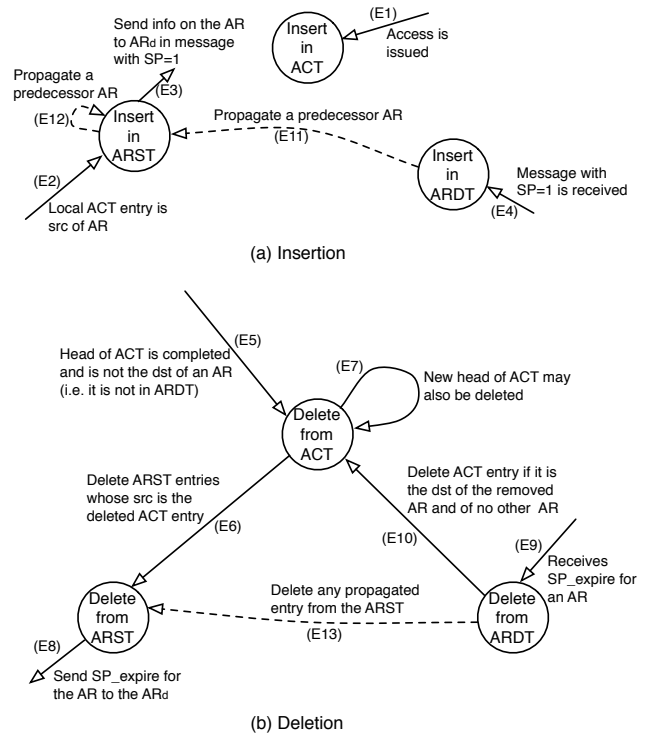 (E1)
Access is
issued
Insert
in
ACT
Send info on the AR
to ARd in message
with SP=1
(E3)
Propagate a
predecessor AR
(E12)
Insert
in
ARST
Propagate a predecessor AR
(E11)
Insert
in
ARDT
Message with
SP=1 is received
(E4)
(E2)
Local ACT entry is
src of AR
(a) Insertion
(E5)
Head of ACT is completed
and is not the dst of an AR
(i.e. it is not in ARDT)
(E7)
New head of ACT may
also be deleted
Delete
from
ACT
Delete ARST entries
whose src is the
deleted ACT entry
(E6)
Delete ACT entry if it is
the dst of the removed
AR and of no other AR
(E10)
(E9)
Receives
SP_expire for
an AR
Delete
from
ARST
Delete any propagated
entry from the ARST
(E13)
Delete
from
ARDT
(E8)
Send SP_expire for
the AR to the ARd
(b) Deletion